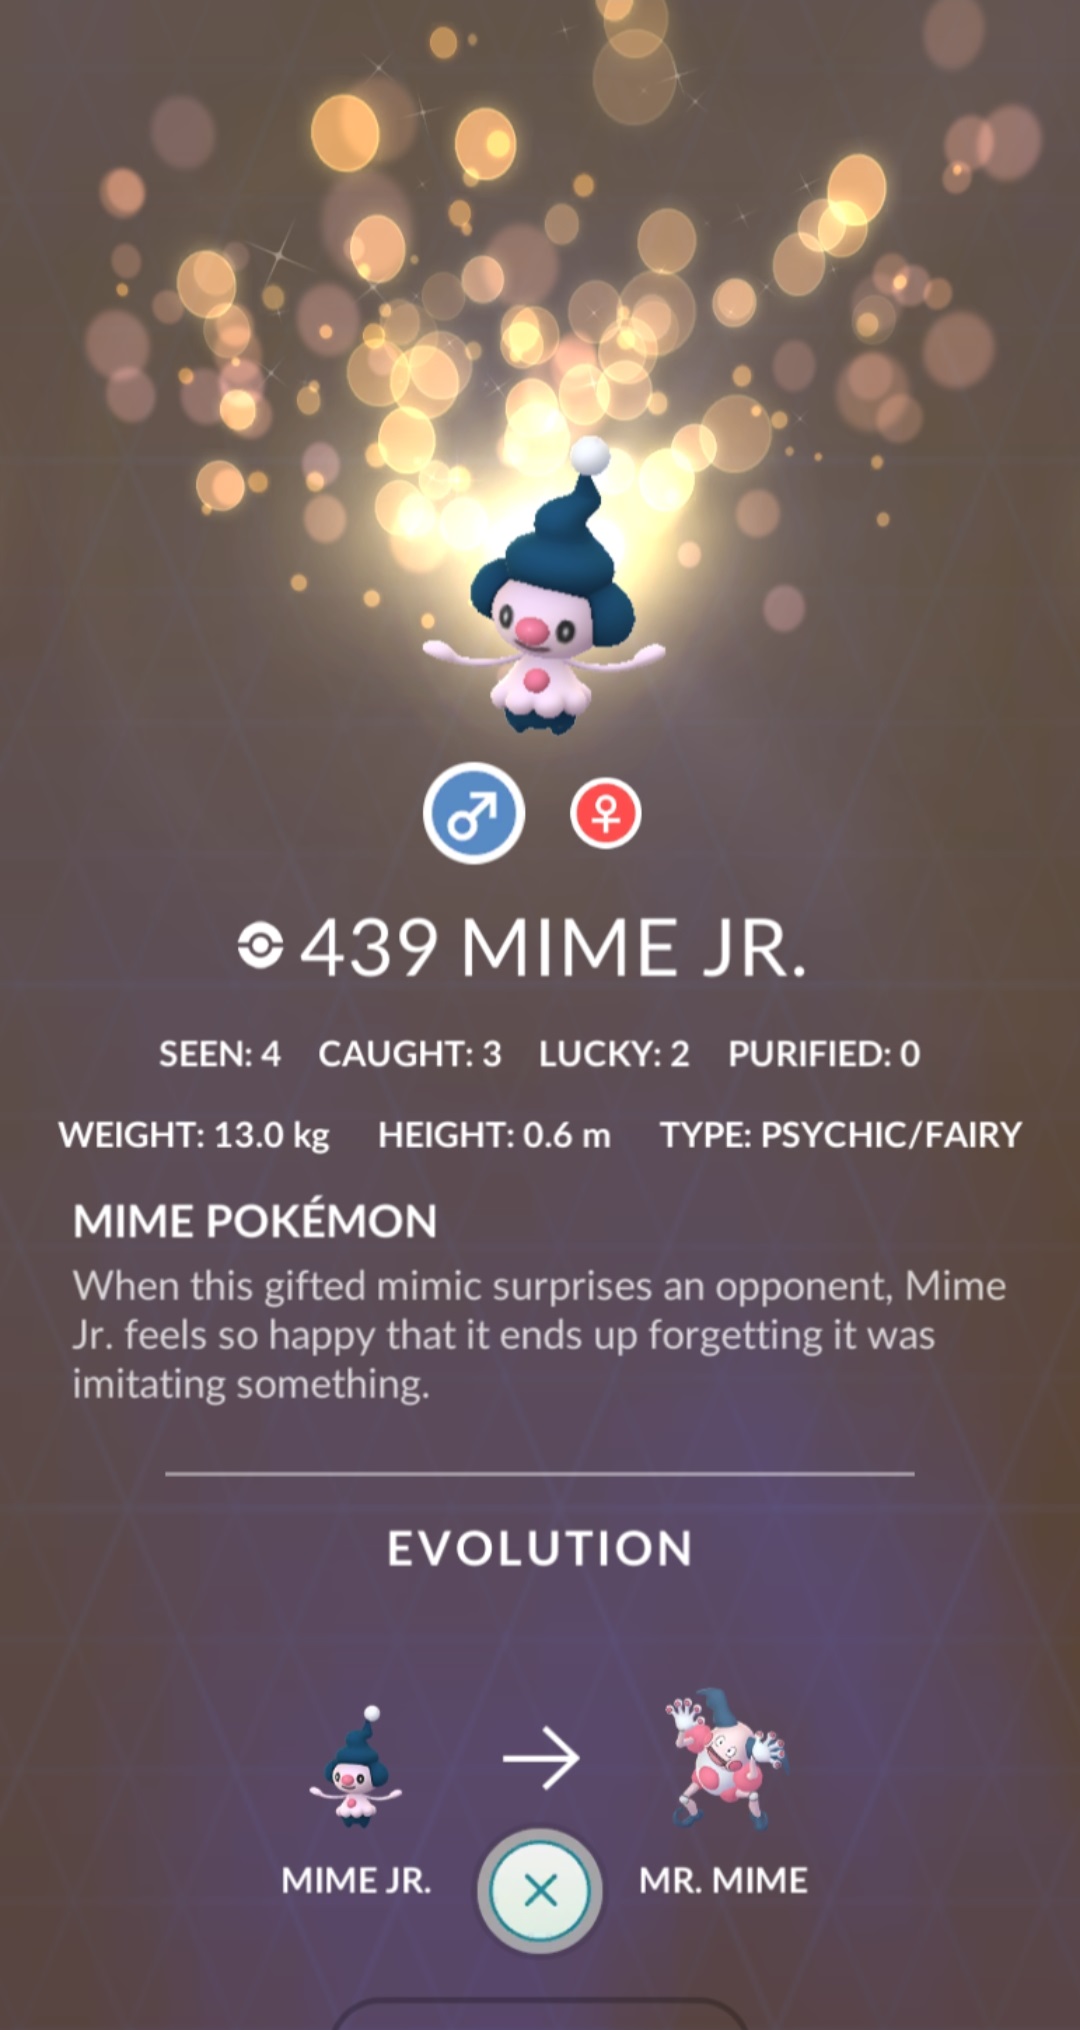 439 MIME JR.
SEEN: 4 CAUGHT: 3 LUCKY: 2 PURIFIED: 0
WEIGHT: 13.0 kg HEIGHT: 0.6 m TYPE: PSYCHIC/FAIRY
MIME POKÉMON
When this gifted mimic surprises an opponent, Mime
Jr. feels so happy that it ends up forgetting it was
imitating something.
EVOLUTION
MIME JR. MR. MIME